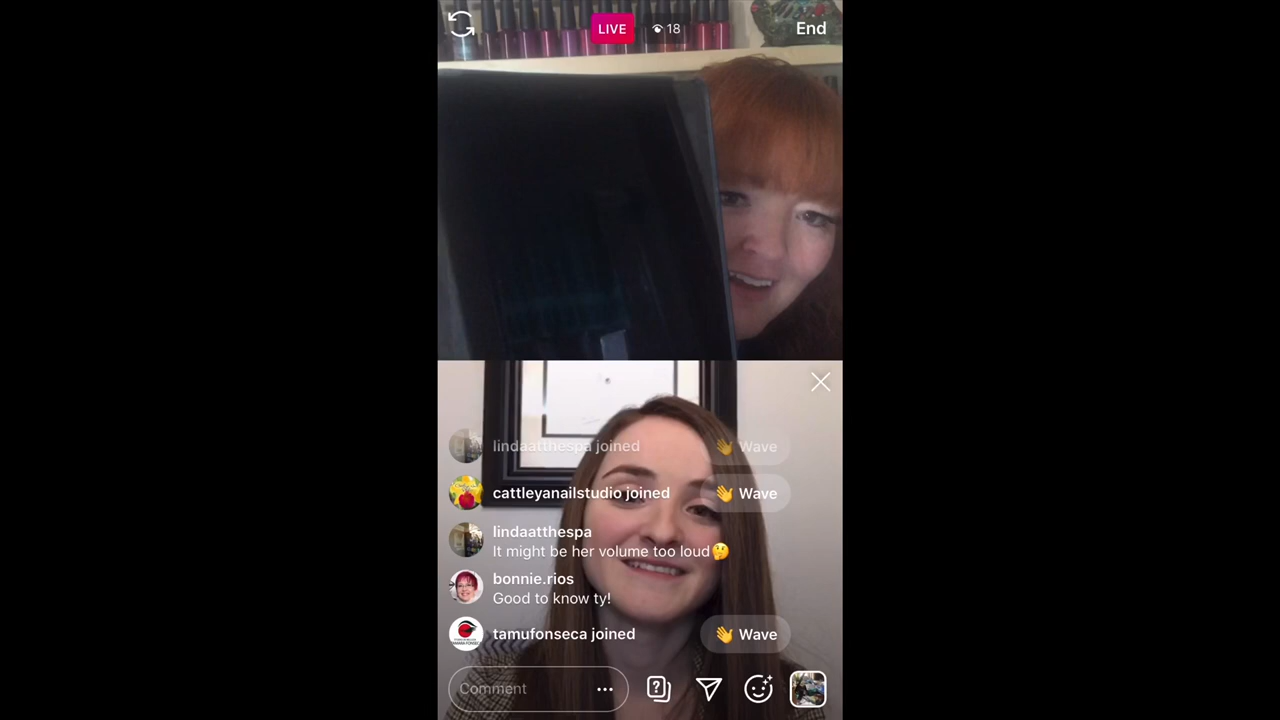 LIVE 18 End
lindaatthespa joined Wave
cattleyanailstudio joined Wave
lindaatthespa
It might be her volume too loud🤔
bonnie.rios
Good to know ty!
tamufonseca joined Wave
Comment